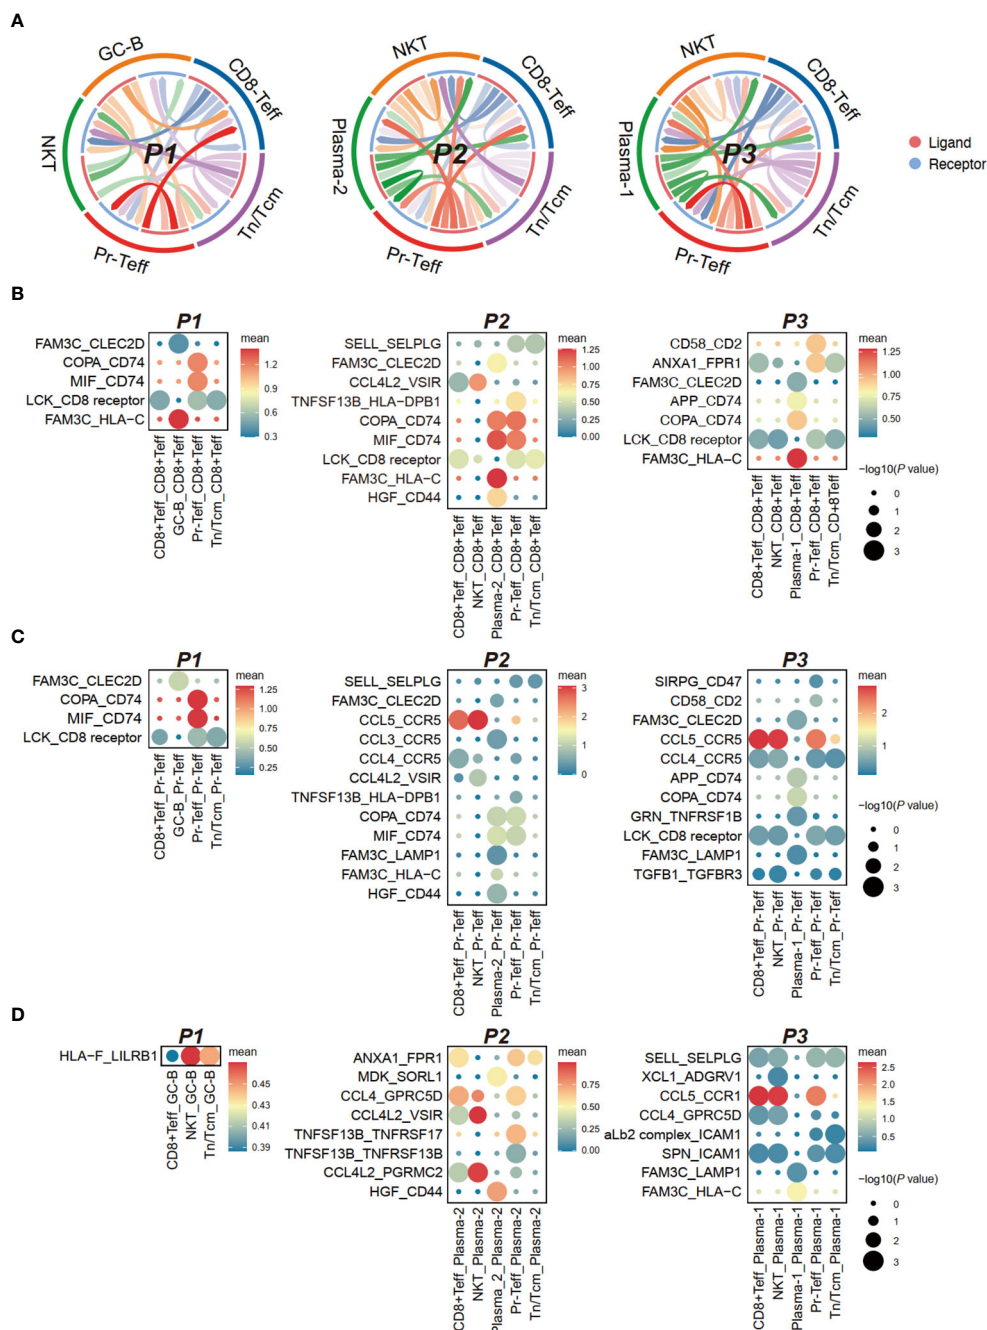 A
GC-B
CD8-Teff
NKT
Pr-Teff
Tn/Tcm
P1
NKT
CD8-Teff
Plasma-2
Pr-Teff
Tn/Tcm
P2
NKT
CD8-Teff
Plasma-1
Pr-Teff
Tn/Tcm
P3
Ligand
Receptor
B
P1
FAM3C_CLEC2D
COPA_CD74
MIF_CD74
LCK_CD8 receptor
FAM3C_HLA−C
CD8+Teff_CD8+Teff
GC-B_CD8+Teff
Pr-Teff_CD8+Teff
Tn/Tcm_CD8+Teff
mean
1.2
0.9
0.6
0.3
P2
SELL_SELPLG
FAM3C_CLEC2D
CCL4L2_VSIR
TNFSF13B_HLA−DPB1
COPA_CD74
MIF_CD74
LCK_CD8 receptor
FAM3C_HLA−C
HGF_CD44
CD8+Teff_CD8+Teff
NKT_CD8+Teff
Plasma-2_CD8+Teff
Pr-Teff_CD8+Teff
Tn/Tcm_CD8+Teff
mean
1.25
1.00
0.75
0.50
0.25
0.00
P3
CD58_CD2
ANXA1_FPR1
FAM3C_CLEC2D
APP_CD74
COPA_CD74
LCK_CD8 receptor
FAM3C_HLA−C
CD8+Teff_CD8+Teff
NKT_CD8+Teff
Plasma-1_CD8+Teff
Pr-Teff_CD8+Teff
Tn/Tcm_CD+8Teff
mean
1.25
1.00
0.75
0.50
−log10(P value)
0
1
2
3
C
P1
FAM3C_CLEC2D
COPA_CD74
MIF_CD74
LCK_CD8 receptor
CD8+Teff_Pr-Teff
GC-B_Pr-Teff
Pr-Teff_Pr-Teff
Tn/Tcm_Pr-Teff
mean
1.25
1.00
0.75
0.50
0.25
P2
SELL_SELPLG
FAM3C_CLEC2D
CCL5_CCR5
CCL3_CCR5
CCL4_CCR5
CCL4L2_VSIR
TNFSF13B_HLA−DPB1
COPA_CD74
MIF_CD74
FAM3C_LAMP1
FAM3C_HLA−C
HGF_CD44
CD8+Teff_Pr-Teff
NKT_Pr-Teff
Plasma-2_Pr-Teff
Pr-Teff_Pr-Teff
Tn/Tcm_Pr-Teff
mean
3
2
1
0
P3
SIRPG_CD47
CD58_CD2
FAM3C_CLEC2D
CCL5_CCR5
CCL4_CCR5
APP_CD74
COPA_CD74
GRN_TNFRSF1B
LCK_CD8 receptor
FAM3C_LAMP1
TGFB1_TGFBR3
CD8+Teff_Pr-Teff
NKT_Pr-Teff
Plasma-1_Pr-Teff
Pr-Teff_Pr-Teff
Tn/Tcm_Pr-Teff
mean
2
1
−log10(P value)
0
1
2
3
D
P1
HLA−F_LILRB1
CD8+Teff_GC-B
NKT_GC-B
Tn/Tcm_GC-B
mean
0.45
0.43
0.41
0.39
P2
ANXA1_FPR1
MDK_SORL1
CCL4_GPRC5D
CCL4L2_VSIR
TNFSF13B_TNFRSF17
TNFSF13B_TNFRSF13B
CCL4L2_PGRMC2
HGF_CD44
CD8+Teff_Plasma-2
NKT_Plasma-2
Plasma_2_Plasma-2
Pr-Teff_Plasma-2
Tn/Tcm_Plasma-2
mean
0.75
0.50
0.25
0.00
P3
SELL_SELPLG
XCL1_ADGRV1
CCL5_CCR1
CCL4_GPRC5D
aLb2 complex_ICAM1
SPN_ICAM1
FAM3C_LAMP1
FAM3C_HLA−C
CD8+Teff_Plasma-1
NKT_Plasma-1
Plasma-1_Plasma-1
Pr-Teff_Plasma-1
Tn/Tcm_Plasma-1
mean
2.5
2.0
1.5
1.0
0.5
−log10(P value)
0
1
2
3